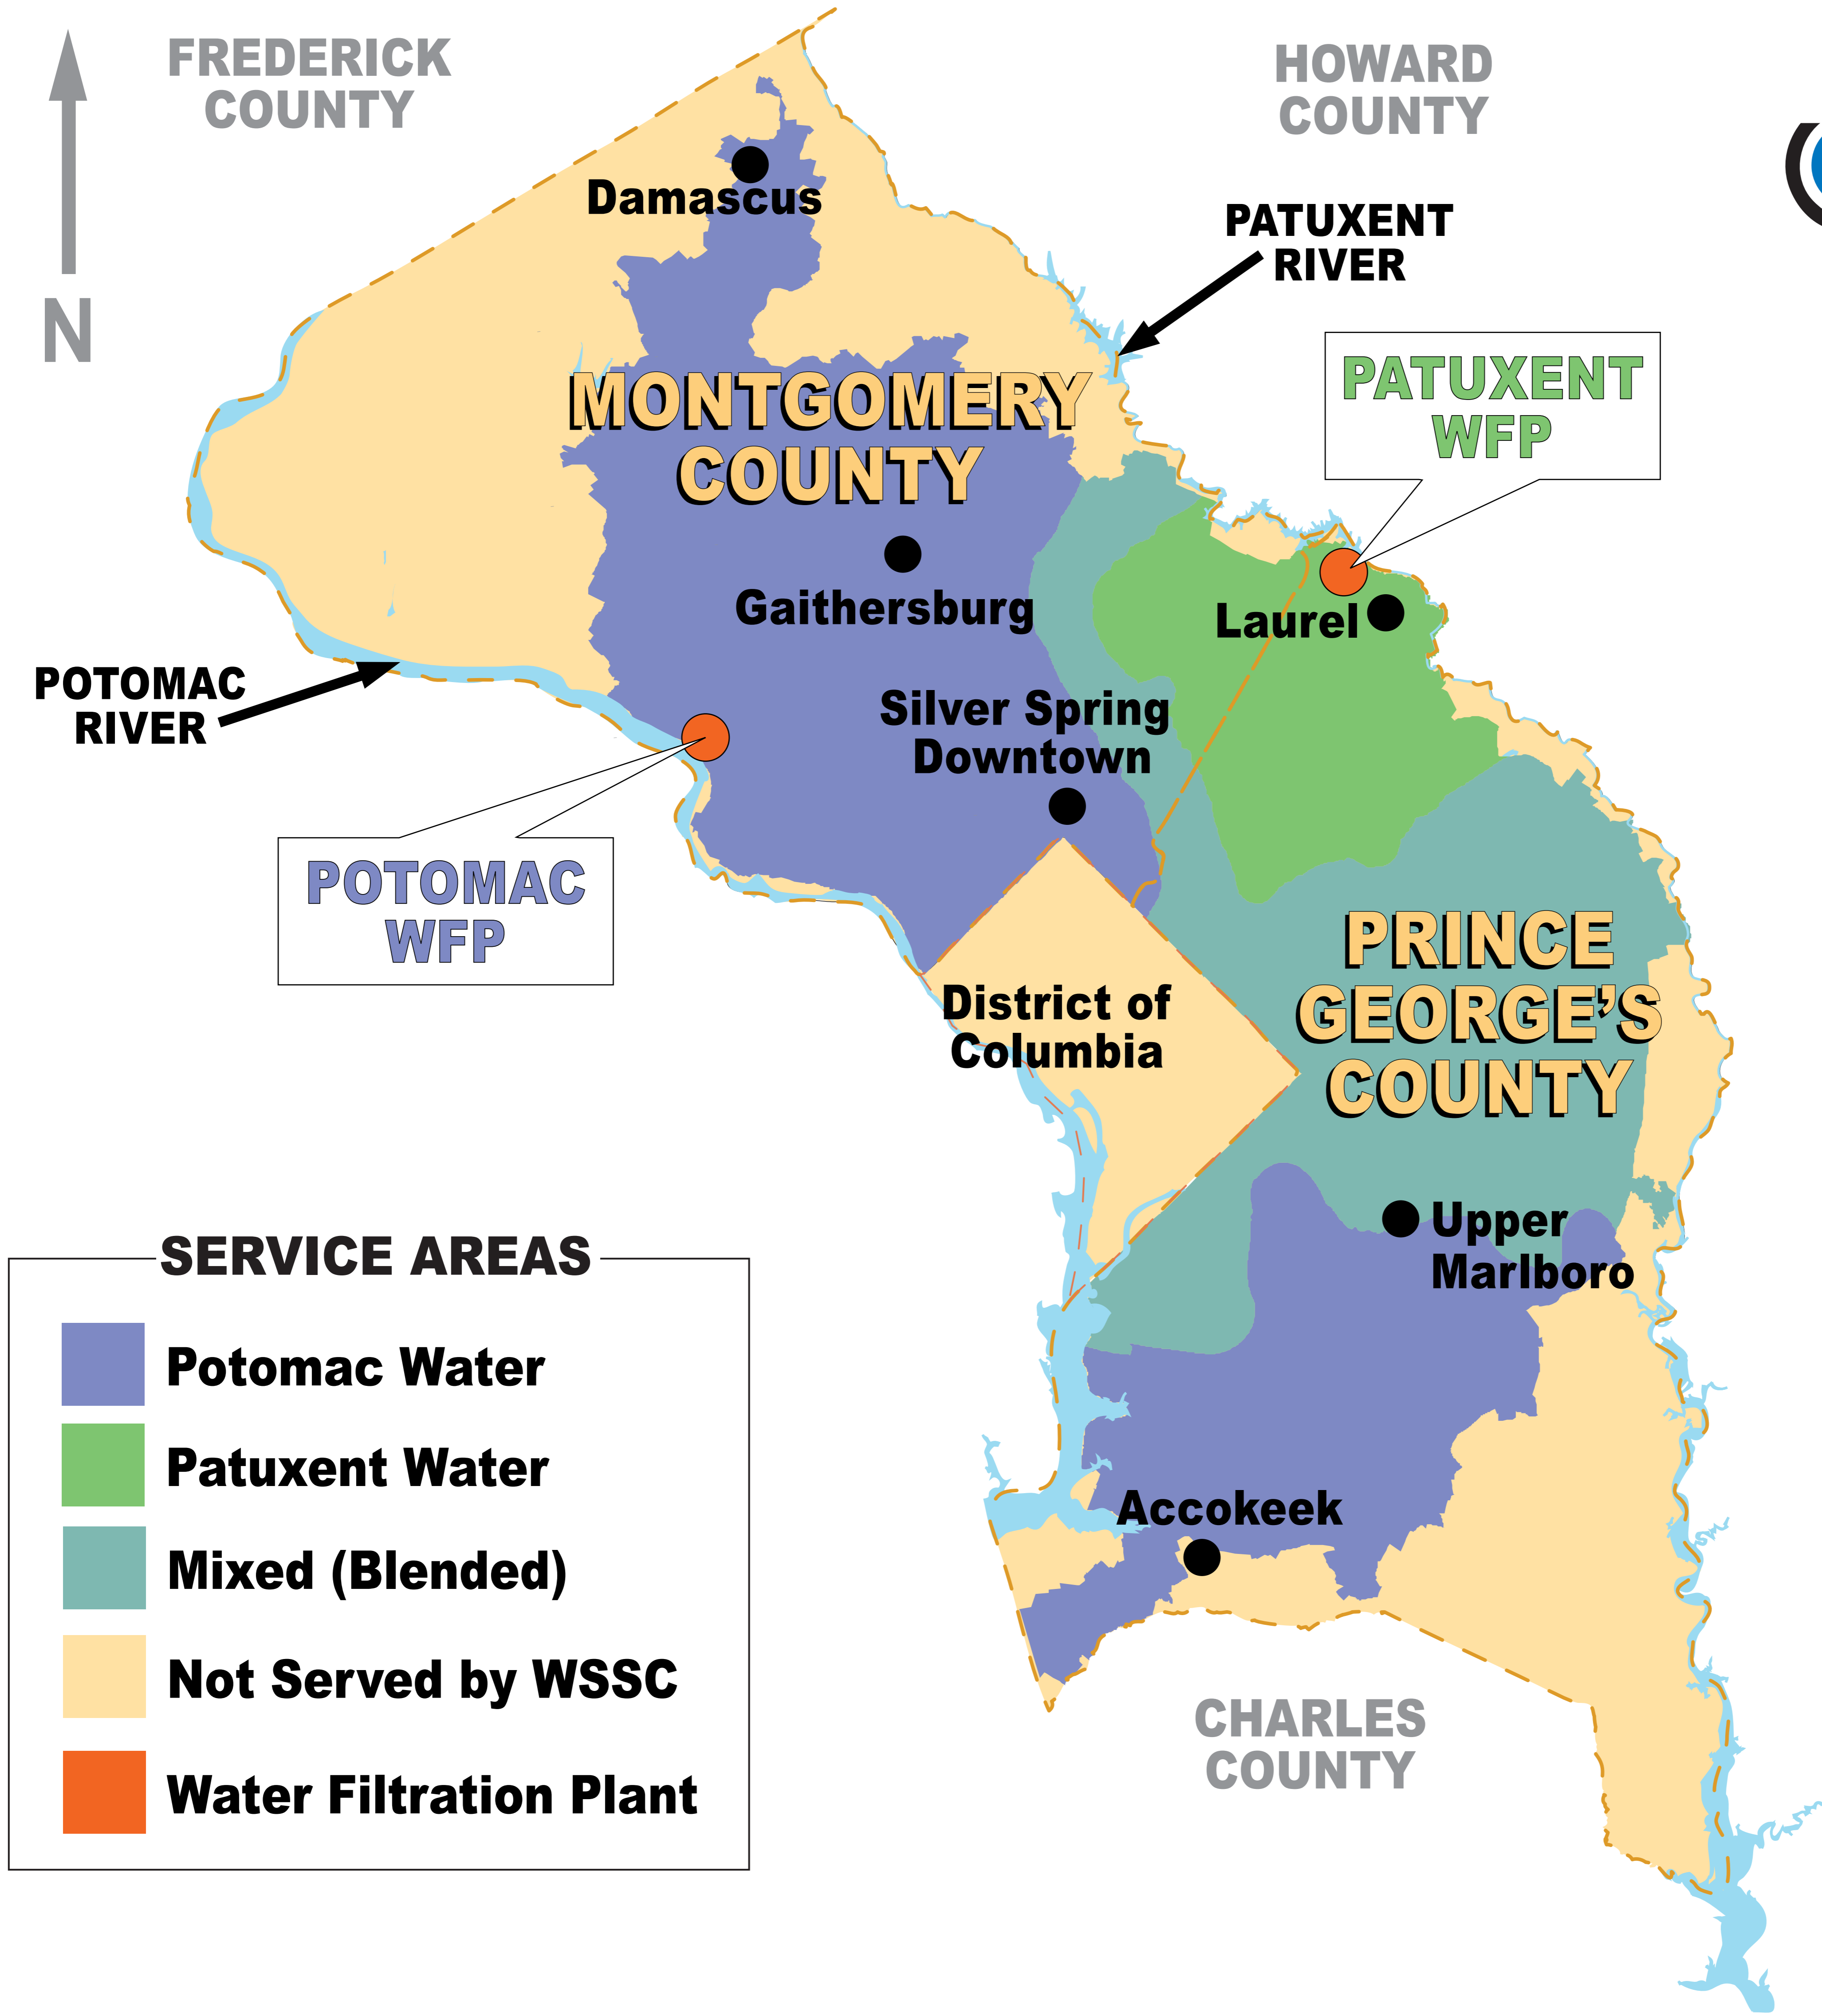 FREDERICK
COUNTY
HOWARD
COUNTY
N
Damascus
PATUXENT
RIVER
PATUXENT
WFP
MONTGOMERY
COUNTY
Gaithersburg
Laurel
POTOMAC
RIVER
Silver Spring
Downtown
POTOMAC
WFP
PRINCE
GEORGE'S
COUNTY
District of
Columbia
Upper
Marlboro
SERVICE AREAS
Potomac Water
Patuxent Water
Mixed (Blended)
Not Served by WSSC
Water Filtration Plant
Accokeek
CHARLES
COUNTY